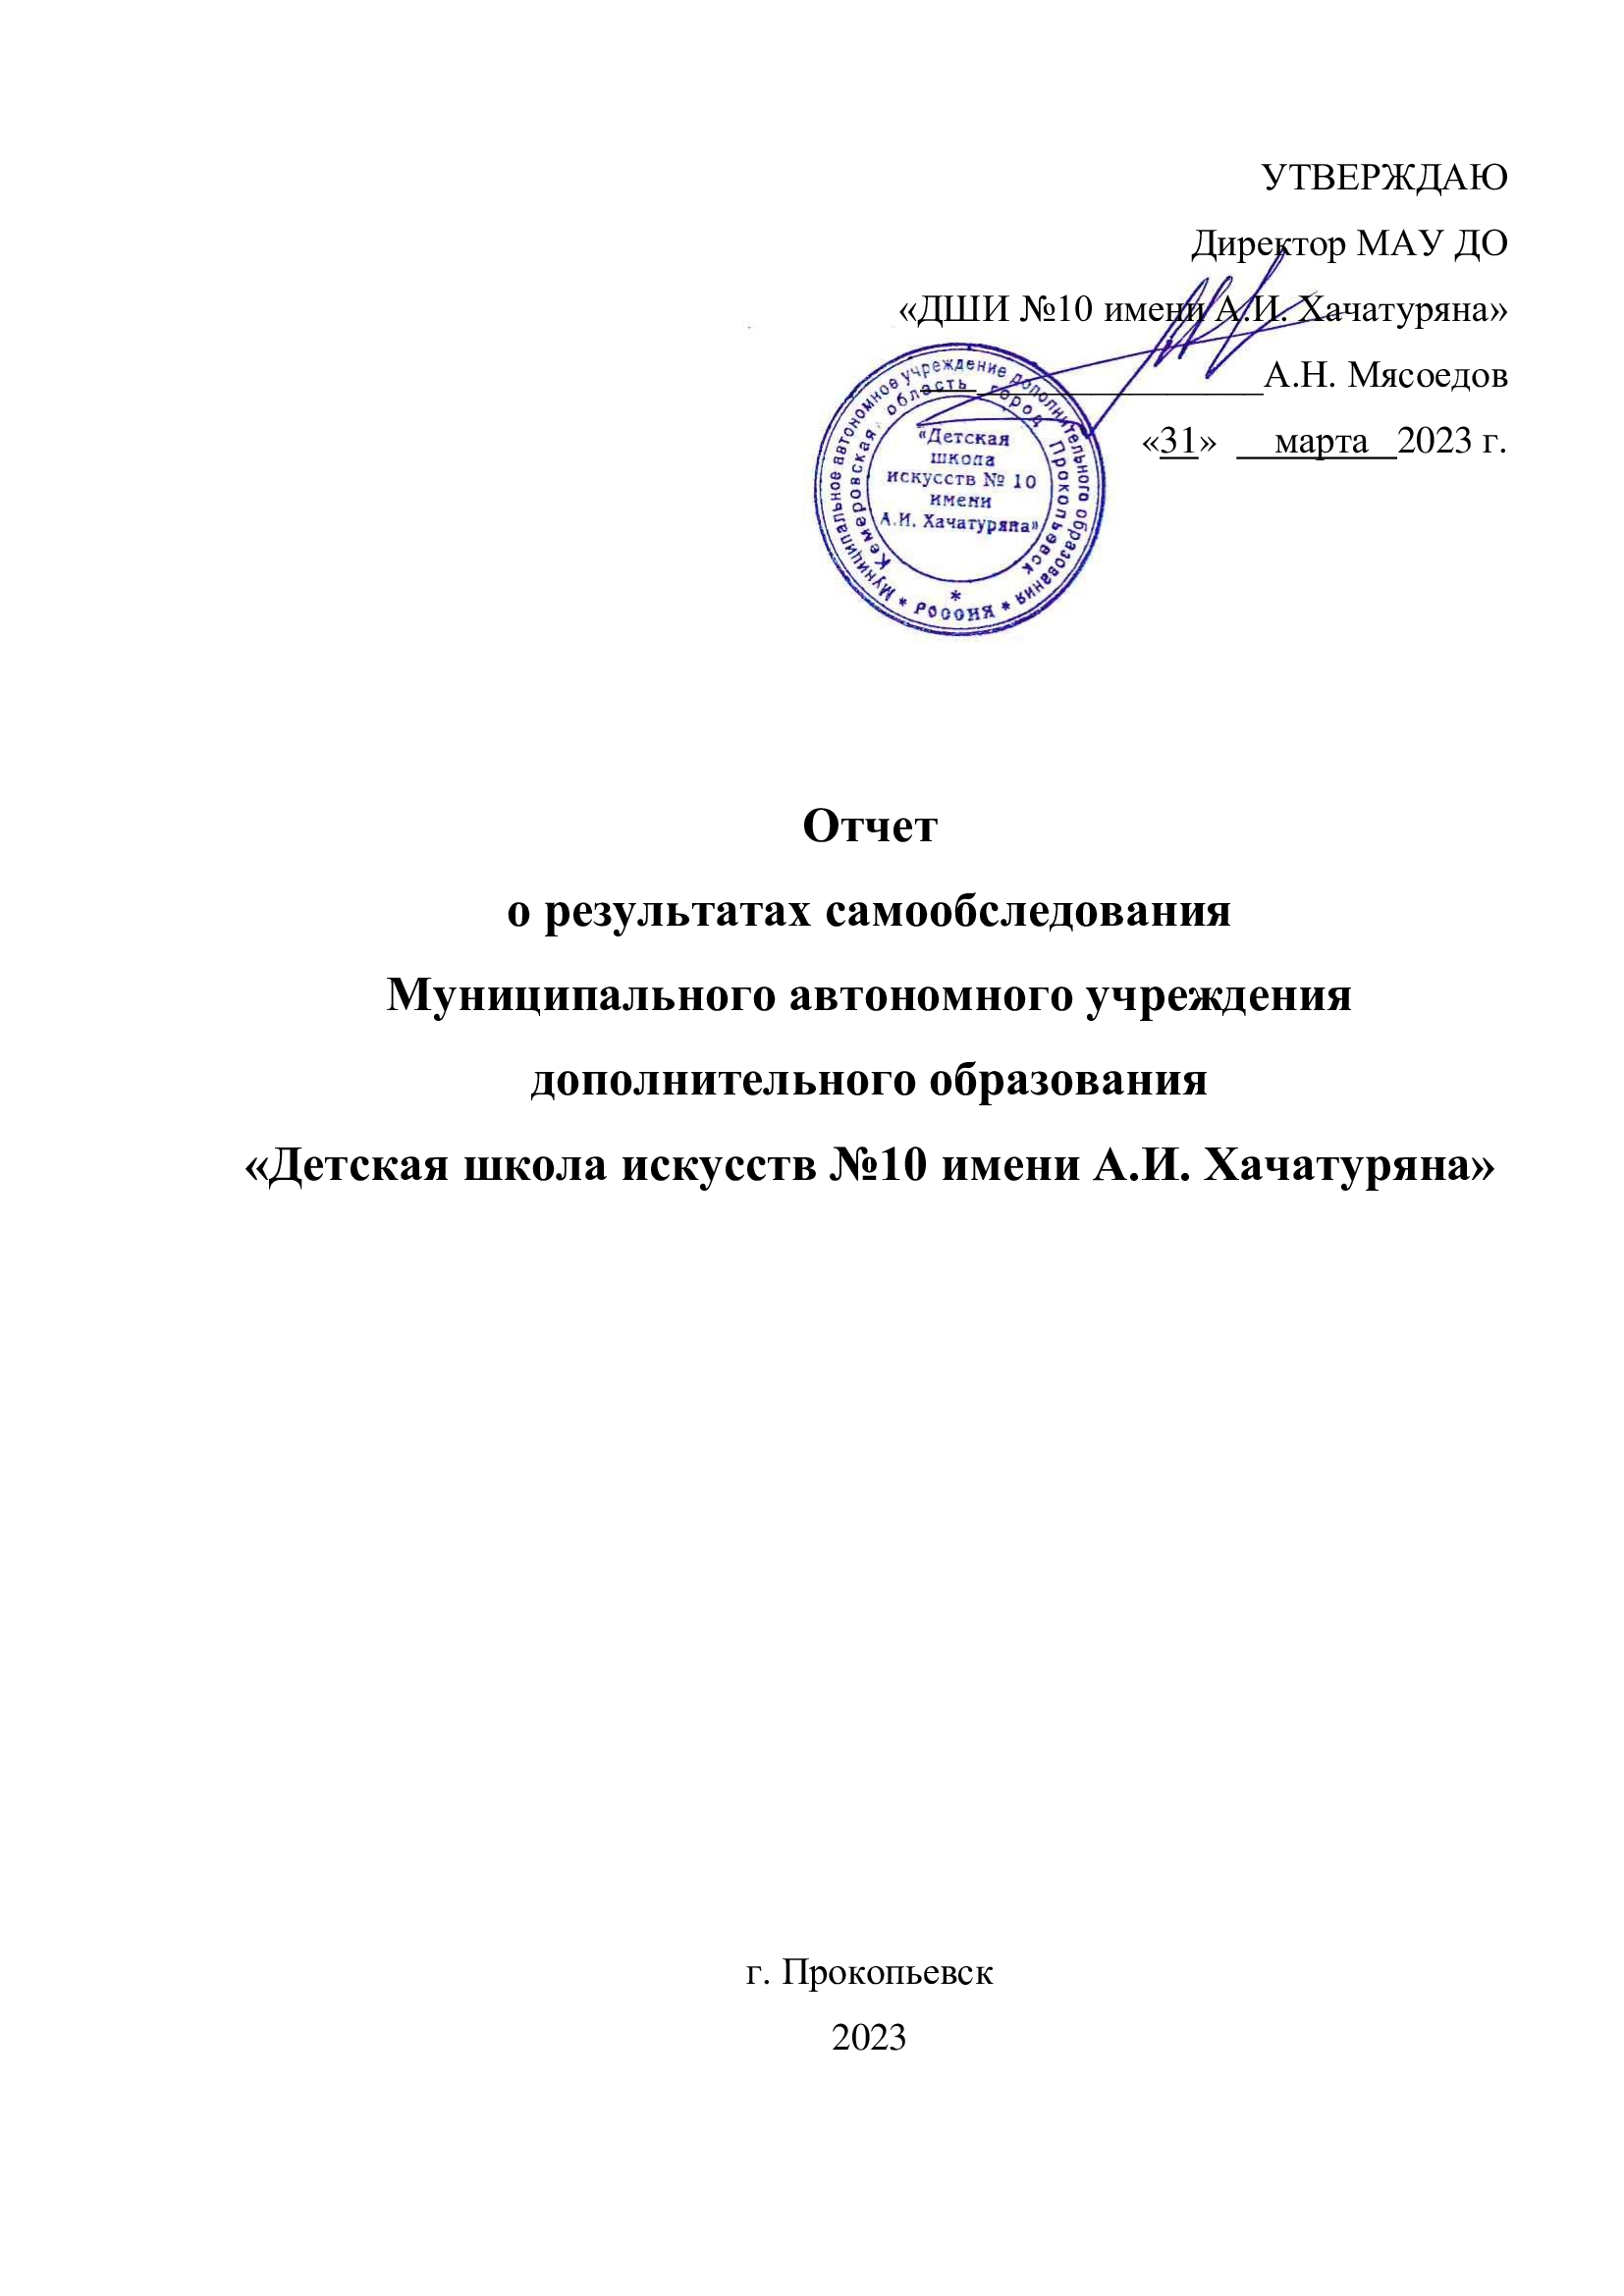 УТВЕРЖДАЮ
Директор МАУ ДО
«ДШИ №10 имени А.И. Хачатуряна»
____________________А.Н. Мясоедов
«31» марта 2023 г.
Муниципальное автономное учреждение дополнительного образования * РОССИЯ *
Кемеровская область город Прокопьевск *
«Детская
школа
искусств № 10
имени
А.И. Хачатуряна»
Отчет
о результатах самообследования
Муниципального автономного учреждения
дополнительного образования
«Детская школа искусств №10 имени А.И. Хачатуряна»
г. Прокопьевск
2023